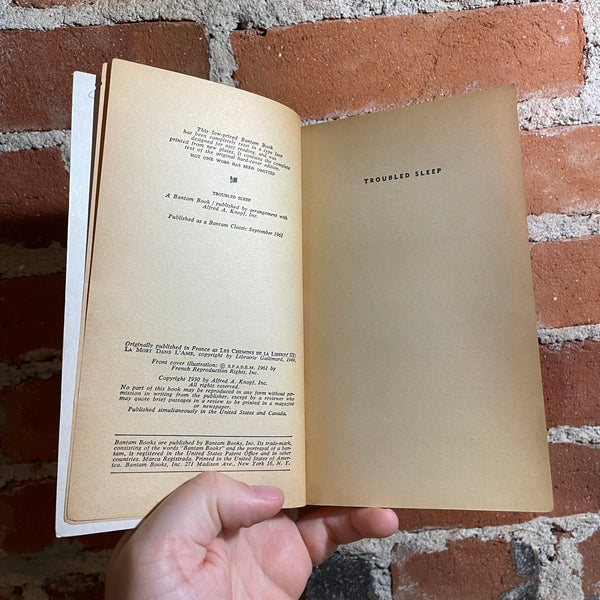 This low-priced Bantam Book
has been completely reset in a type face
designed for easy reading, and was
printed from new plates. It contains the complete
text of the original hard-cover edition.
NOT ONE WORD HAS BEEN OMITTED
TROUBLED SLEEP
A Bantam Book / published by arrangement with
Alfred A. Knopf, Inc.
Published as a Bantam Classic September 1961
Originally published in France as LES CHEMINS DE LA LIBERTÉ III:
LA MORT DANS L'AME, copyright by Librairie Gallimard, 1949.
Front cover illustration: © S.P.A.D.E.M. 1961 by
French Reproduction Rights, Inc.
Copyright 1950 by Alfred A. Knopf, Inc.
All rights reserved.
No part of this book may be reproduced in any form without per-
mission in writing from the publisher, except by a reviewer who
may quote brief passages in a review to be printed in a magazine
or newspaper.
Published simultaneously in the United States and Canada.
Bantam Books are published by Bantam Books, Inc. Its trade-mark,
consisting of the words "Bantam Books" and the portrayal of a ban-
tam, is registered in the United States Patent Office and in other
countries. Marca Registrada. Printed in the United States of Amer-
ica. Bantam Books, Inc. 271 Madison Ave., New York 16, N. Y.
TROUBLED SLEEP